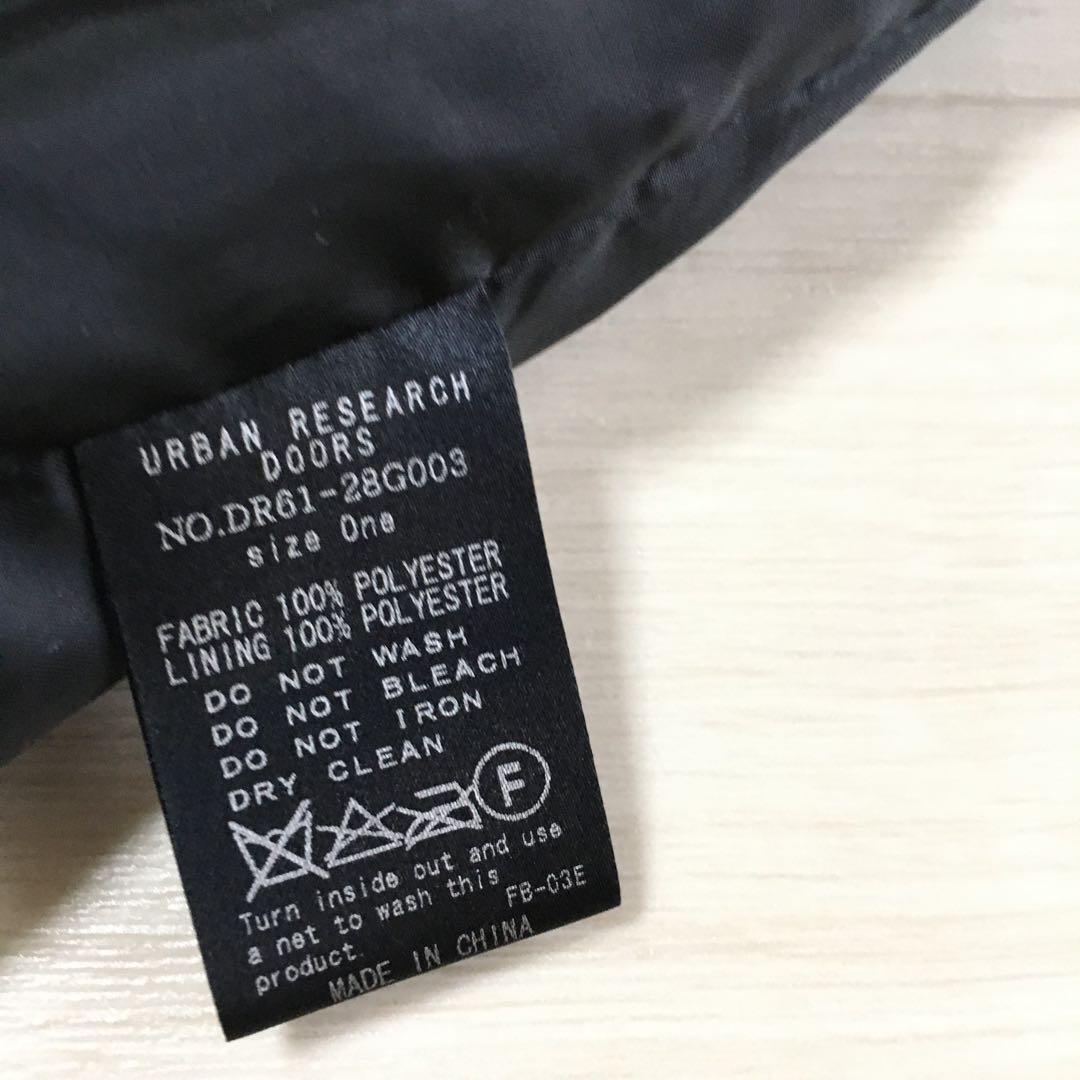 URBAN RESEARCH
DOORS
NO.DR61-28G003
size One
FABRIC 100% POLYESTER
LINING 100% POLYESTER
DO NOT WASH
DO NOT BLEACH
DO NOT IRON
DRY CLEAN
F
Turn inside out and use
a net to wash this
product.
FB-03E
MADE IN CHINA